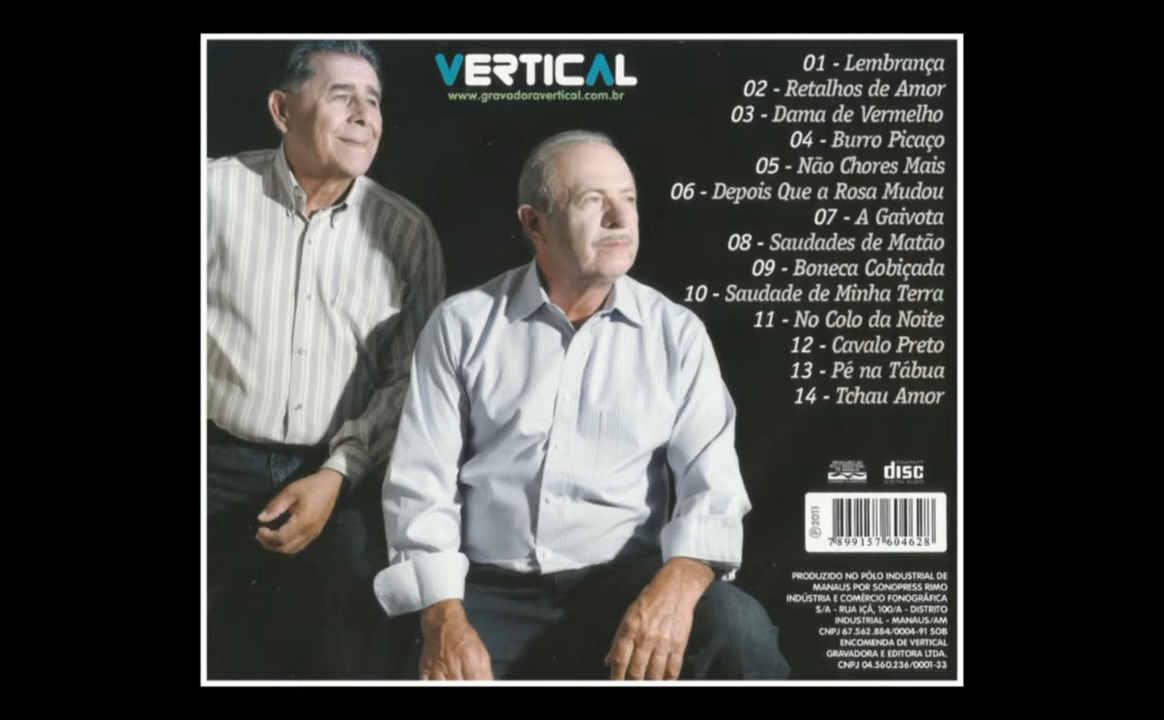 VERTICAL
www.gravadoravertical.com.br
01 - Lembrança
02 - Retalhos de Amor
03 - Dama de Vermelho
04 - Burro Picaço
05 - Não Chores Mais
06 - Depois Que a Rosa Mudou
07 - A Gaivota
08 - Saudades de Matão
09 - Boneca Cobiçada
10 - Saudade de Minha Terra
11 - No Colo da Noite
12 - Cavalo Preto
13 - Pé na Tábua
14 - Tchau Amor
disc
DIGITAL AUDIO
℗2011
7 899157 604628
PRODUZIDO NO PÓLO INDUSTRIAL DE
MANAUS POR SONOPRESS RIMO
INDÚSTRIA E COMÉRCIO FONOGRÁFICA
S/A - RUA IÇÁ, 100/A - DISTRITO
INDUSTRIAL - MANAUS/AM
CNPJ 67.562.884/0004-91 SOB
ENCOMENDA DE VERTICAL
GRAVADORA E EDITORA LTDA.
CNPJ 04.560.236/0001-33